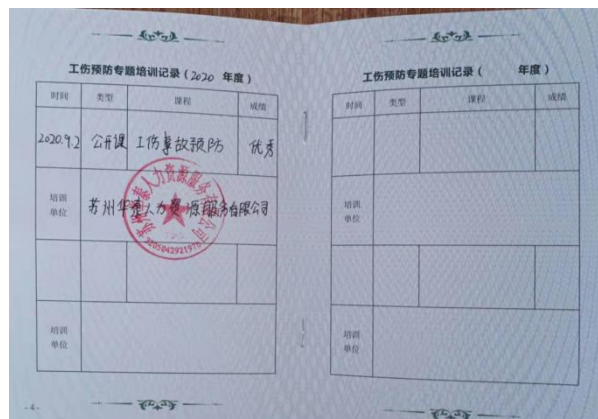 工伤预防专题培训记录（2020 年度）
时间 类型 课程 成绩
2020.9.2 公开课 工伤事故预防 优秀
培训单位 苏州华泰人力资源服务有限公司
3205042921976
培训单位
-4-
工伤预防专题培训记录（ 年度）
时间 类型 课程 成绩
培训单位
培训单位